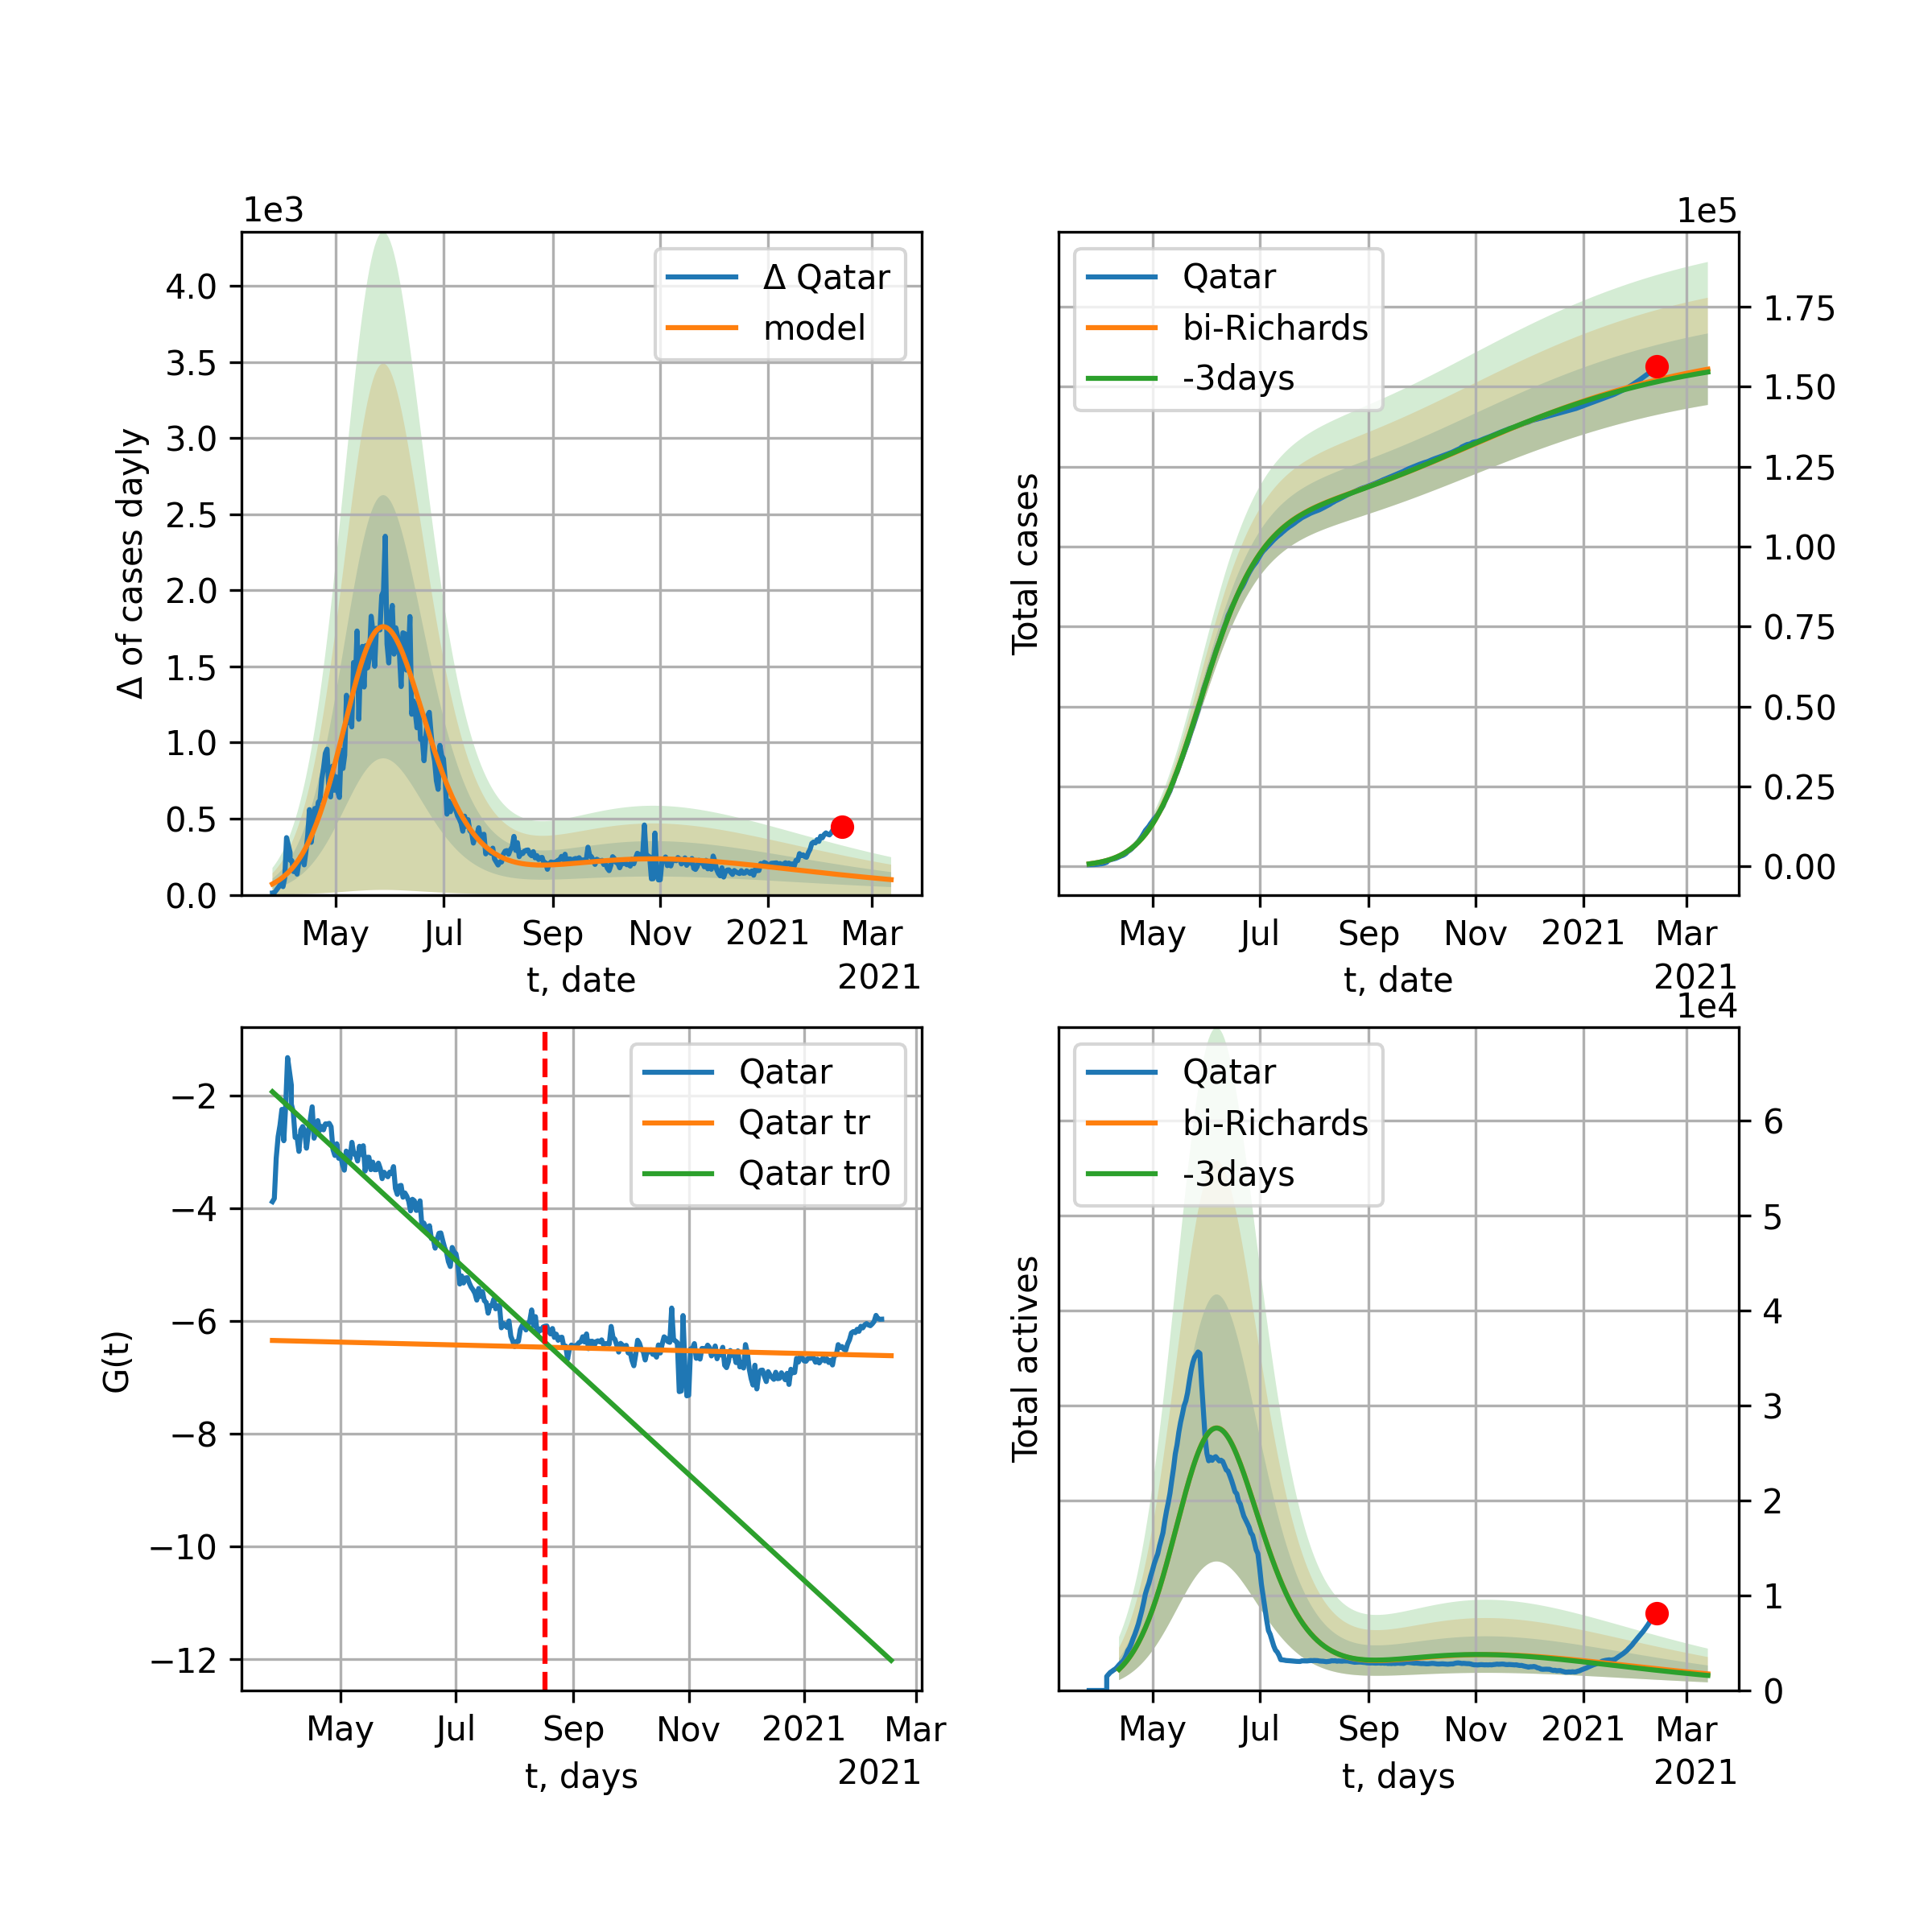 1e3
Δ of cases dayly
4.0
3.5
3.0
2.5
2.0
1.5
1.0
0.5
0.0
Δ Qatar
model
May Jul Sep Nov 2021 Mar
t, date
2021
1e5
Total cases
Qatar
bi-Richards
-3days
1.75
1.50
1.25
1.00
0.75
0.50
0.25
0.00
May Jul Sep Nov 2021 Mar
t, date
2021
G(t)
−2
−4
−6
−8
−10
−12
Qatar
Qatar tr
Qatar tr0
May Jul Sep Nov 2021 Mar
t, days
2021
1e4
Total actives
Qatar
bi-Richards
-3days
6
5
4
3
2
1
0
May Jul Sep Nov 2021 Mar
t, days
2021